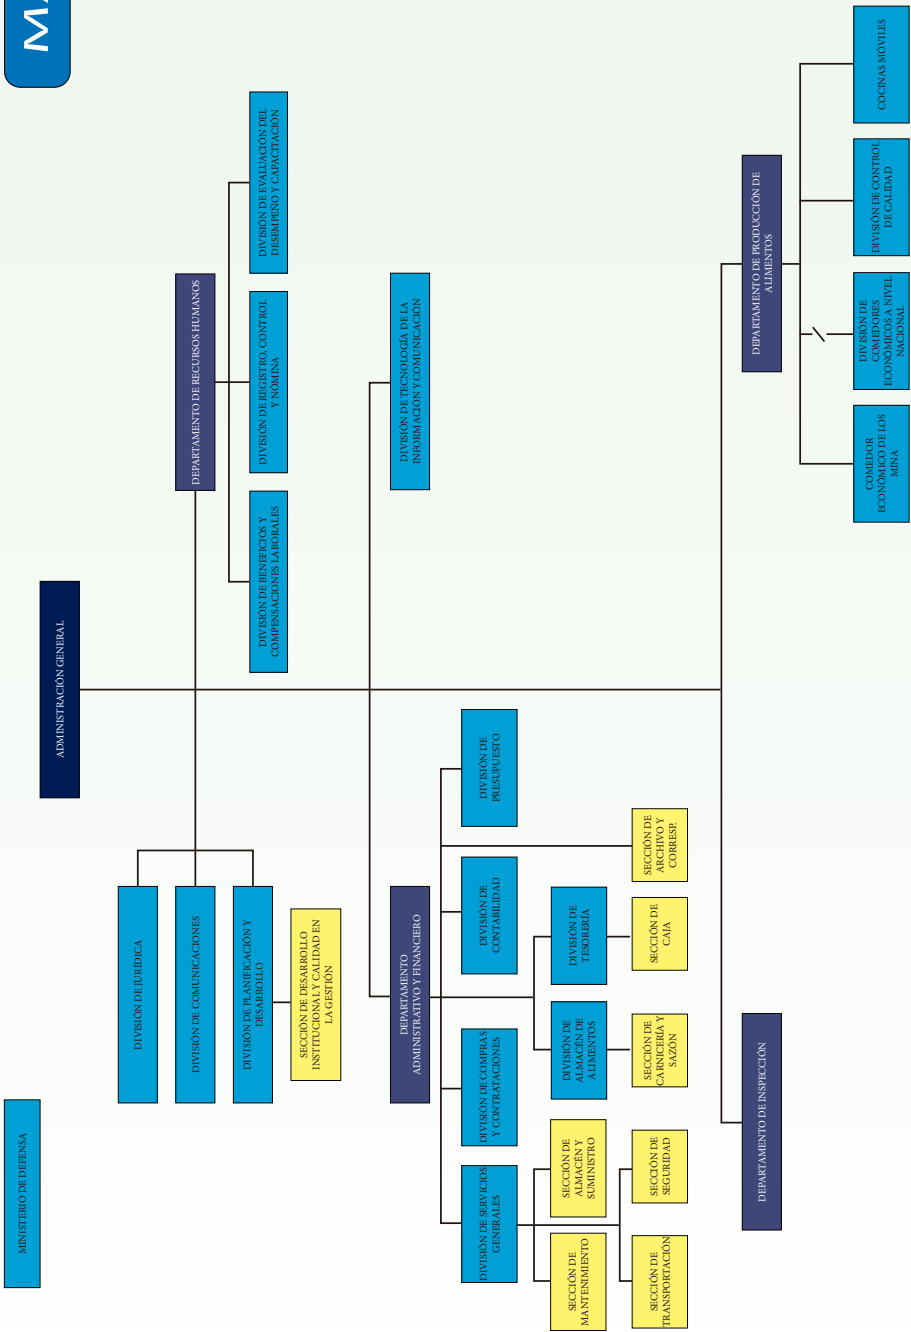 MA
MINISTERIO DE DEFENSA
ADMINISTRACIÓN GENERAL
DIVISIÓN DE JURÍDICA
DIVISIÓN DE COMUNICACIONES
DIVISIÓN DE PLANIFICACIÓN Y
DESARROLLO
SECCIÓN DE DESARROLLO
INSTITUCIONAL Y CALIDAD EN
LA GESTIÓN
DEPARTAMENTO DE RECURSOS HUMANOS
DIVISIÓN DE BENEFICIOS Y
COMPENSACIONES LABORALES
DIVISIÓN DE REGISTRO, CONTROL
Y NÓMINA
DIVISIÓN DE EVALUACIÓN DEL
DESEMPEÑO Y CAPACITACIÓN
DEPARTAMENTO
ADMINISTRATIVO Y FINANCIERO
DIVISIÓN DE TECNOLOGÍA DE LA
INFORMACIÓN Y COMUNICACIÓN
DIVISIÓN DE SERVICIOS
GENERALES
DIVISIÓN DE COMPRAS
Y CONTRATACIONES
DIVISIÓN DE
CONTABILIDAD
DIVISIÓN DE
PRESUPUESTO
SECCIÓN DE
MANTENIMIENTO
SECCIÓN DE
ALMACÉN Y
SUMINISTRO
DIVISIÓN DE
ALMACÉN DE
ALIMENTOS
DIVISIÓN DE
TESORERÍA
SECCIÓN DE
TRANSPORTACIÓN
SECCIÓN DE
SEGURIDAD
SECCIÓN DE
CARNICERÍA Y
SAZÓN
SECCIÓN DE
CAJA
SECCIÓN DE
ARCHIVO Y
CORRESP.
DEPARTAMENTO DE INSPECCIÓN
DEPARTAMENTO DE PRODUCCIÓN DE
ALIMENTOS
COMEDOR
ECONÓMICO DE LOS
MINA
DIVISIÓN DE
COMEDORES
ECONÓMICOS A NIVEL
NACIONAL
DIVISIÓN DE CONTROL
DE CALIDAD
COCINAS MÓVILES